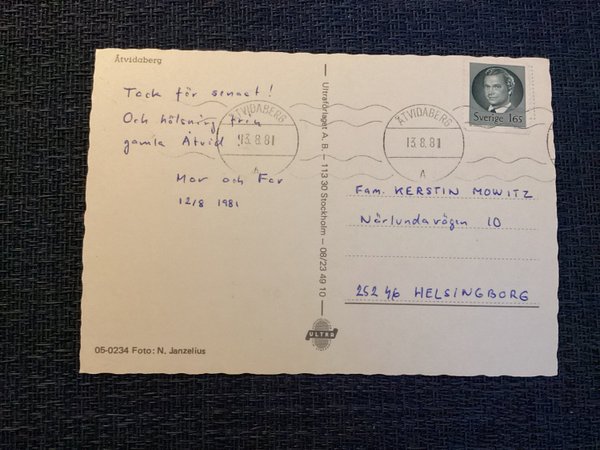 Åtvidaberg
Tack för senast!
Och hälsning från
gamla Åtvid!
Mor och Far
12/8 1981
05-0234 Foto: N. Janzelius
Ultraförlaget A. B. – 113 30 Stockholm – 08/23 49 10
ULTRA
ÅTVIDABERG
13.8.81
A
ÅTVIDABERG
13.8.81
A
Sverige 165
Fam. KERSTIN MOWITZ
Närlundavägen 10
252 46 HELSINGBORG